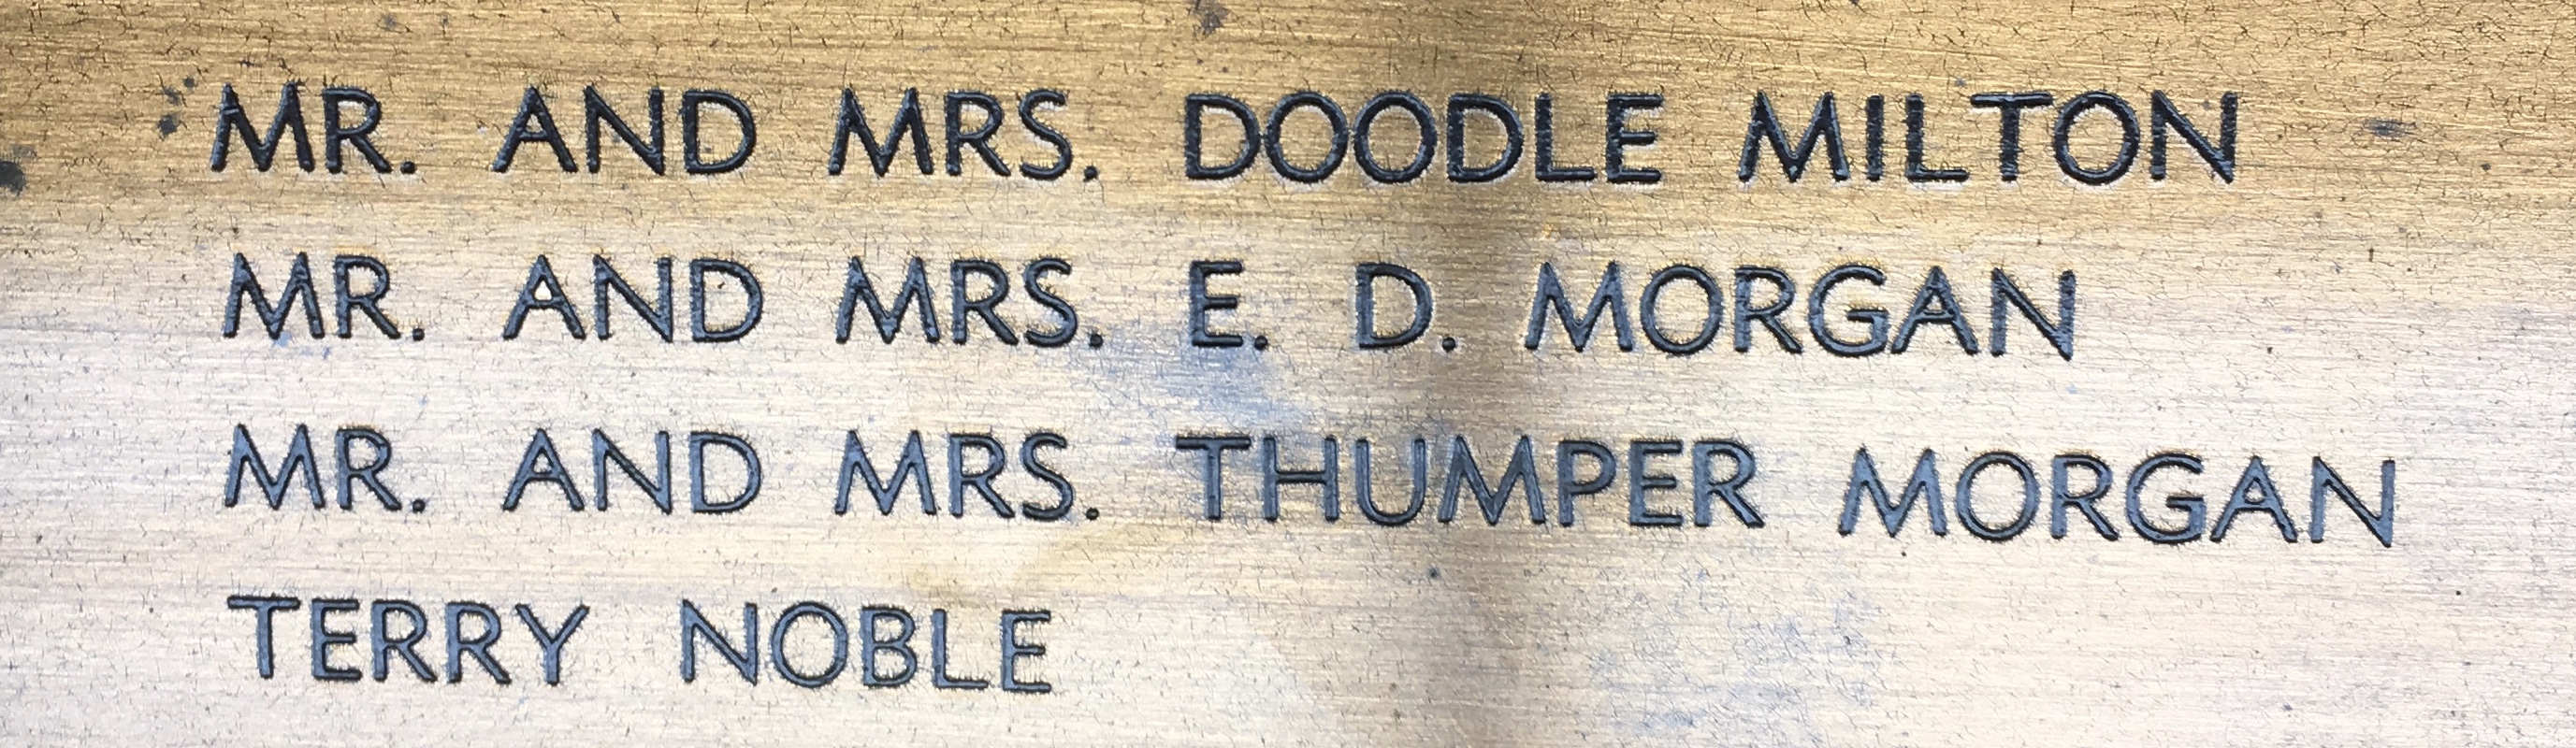 MR. AND MRS. DOODLE MILTON
MR. AND MRS. E. D. MORGAN
MR. AND MRS. THUMPER MORGAN
TERRY NOBLE